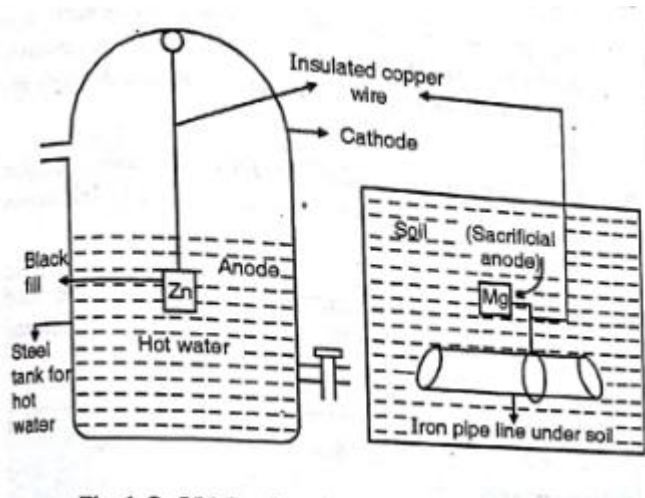 Insulated copper
wire
Cathode
Soil
(Sacrificial
anode)
Black
fill
Anode
Zn
Mg
Hot water
Steel
tank for
hot
water
Iron pipe line under soil